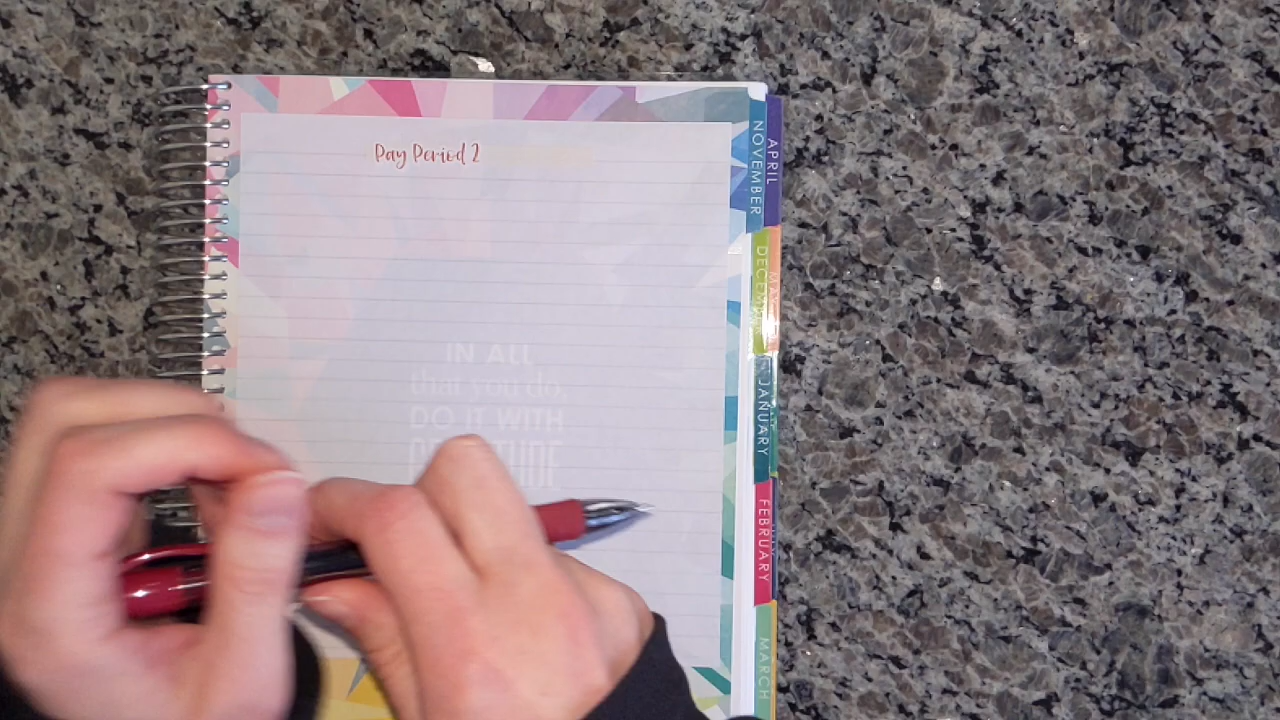 Pay Period 2
IN ALL
that you do,
DO IT WITH
APRIL
NOVEMBER
DECEMBER
JANUARY
FEBRUARY
MARCH